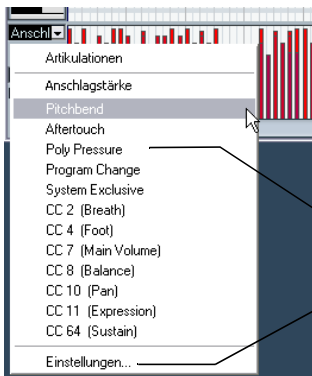 Anschl
Artikulationen
Anschlagstärke
Pitchbend
Aftertouch
Poly Pressure
Program Change
System Exclusive
CC 2 (Breath)
CC 4 (Foot)
CC 7 (Main Volume)
CC 8 (Balance)
CC 10 (Pan)
CC 11 (Expression)
CC 64 (Sustain)
Einstellungen...